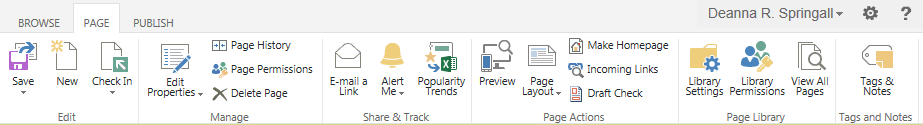 BROWSE PAGE PUBLISH Deanna R. Springall ?
Save
New
Check In
Edit
Edit
Properties
Page History
Page Permissions
Delete Page
Manage
E-mail a
Link
Alert
Me
Popularity
Trends
Share & Track
Preview
Page
Layout
Make Homepage
Incoming Links
Draft Check
Page Actions
Library
Settings
Library
Permissions
View All
Pages
Page Library
Tags &
Notes
Tags and Notes